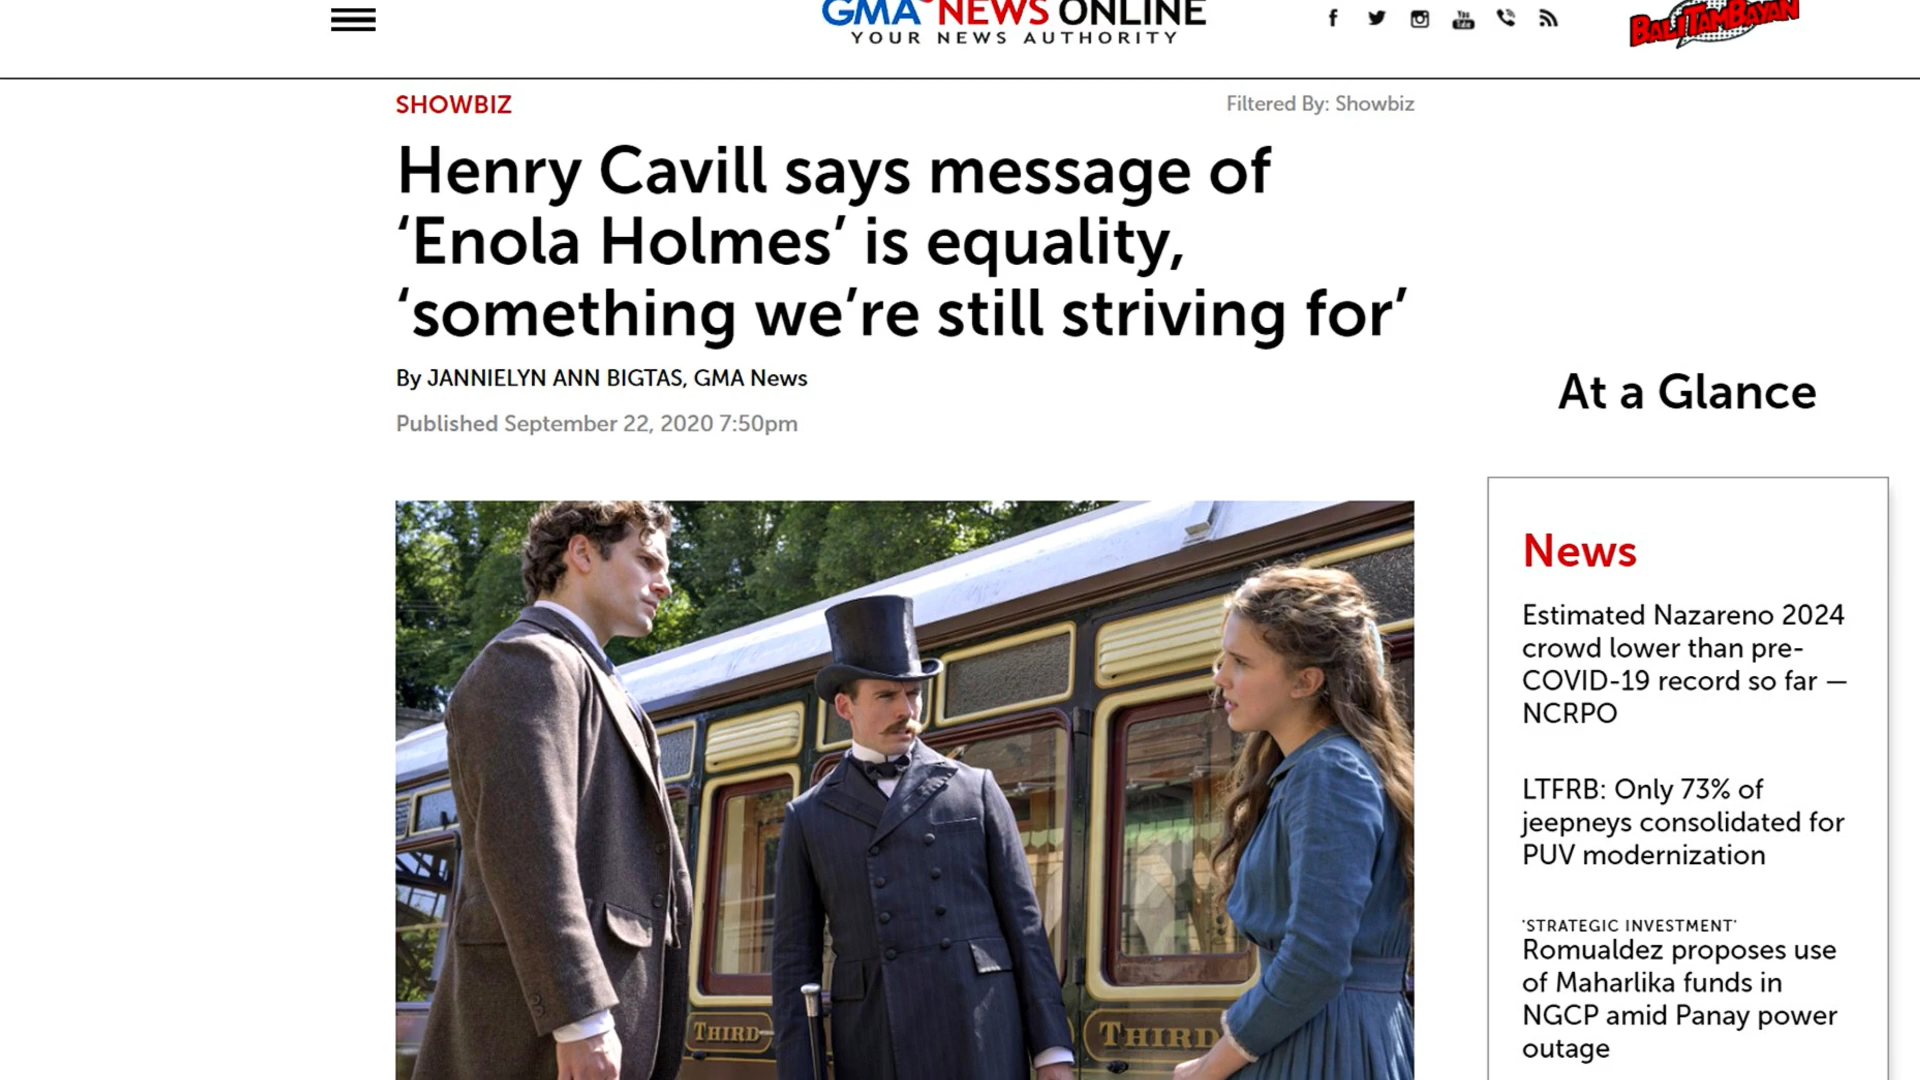 GMA NEWS ONLINE
YOUR NEWS AUTHORITY
BALITAMBAYAN
SHOWBIZ
Filtered By: Showbiz
Henry Cavill says message of
‘Enola Holmes’ is equality,
‘something we’re still striving for’
By JANNIELYN ANN BIGTAS, GMA News
Published September 22, 2020 7:50pm
THIRD
THIRD
At a Glance
News
Estimated Nazareno 2024
crowd lower than pre-
COVID-19 record so far —
NCRPO
LTFRB: Only 73% of
jeepneys consolidated for
PUV modernization
'STRATEGIC INVESTMENT'
Romualdez proposes use
of Maharlika funds in
NGCP amid Panay power
outage